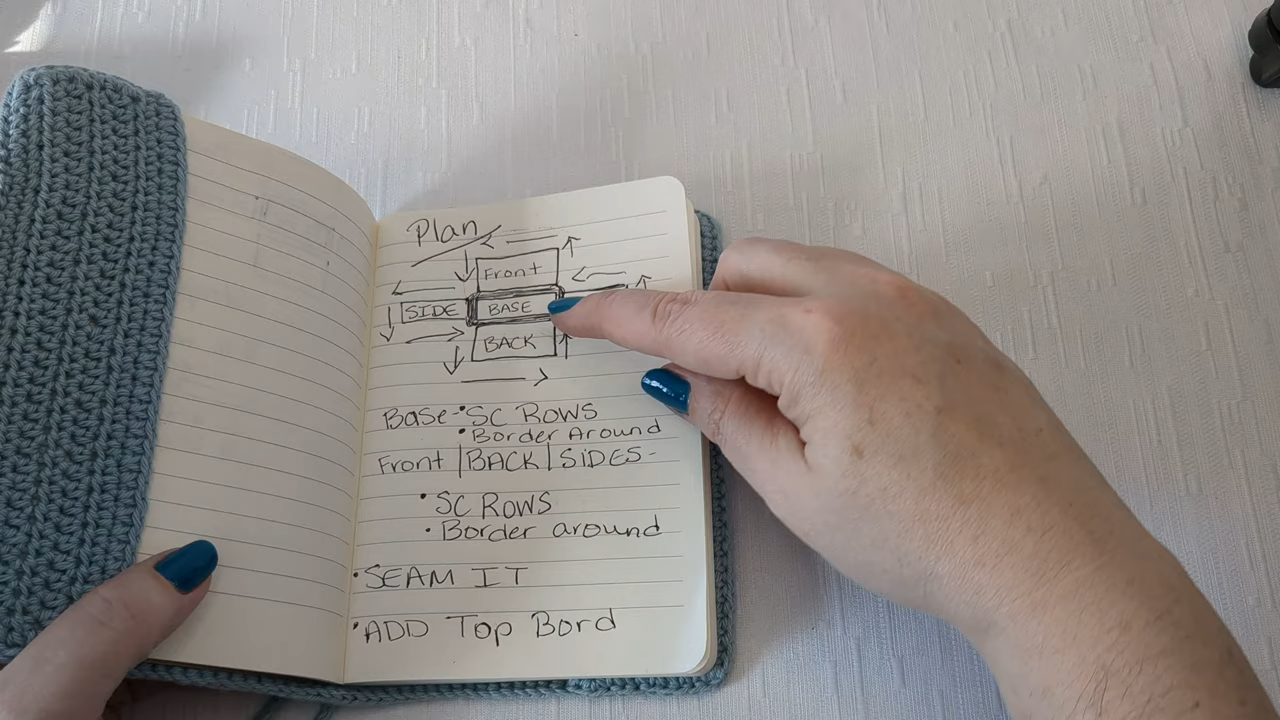 Plan
Front
SIDE BASE
BACK
Base-•SC ROWS
•Border Around
Front |BACK|SIDES-
•SC ROWS
•Border around
•SEAM IT
•ADD Top Bord